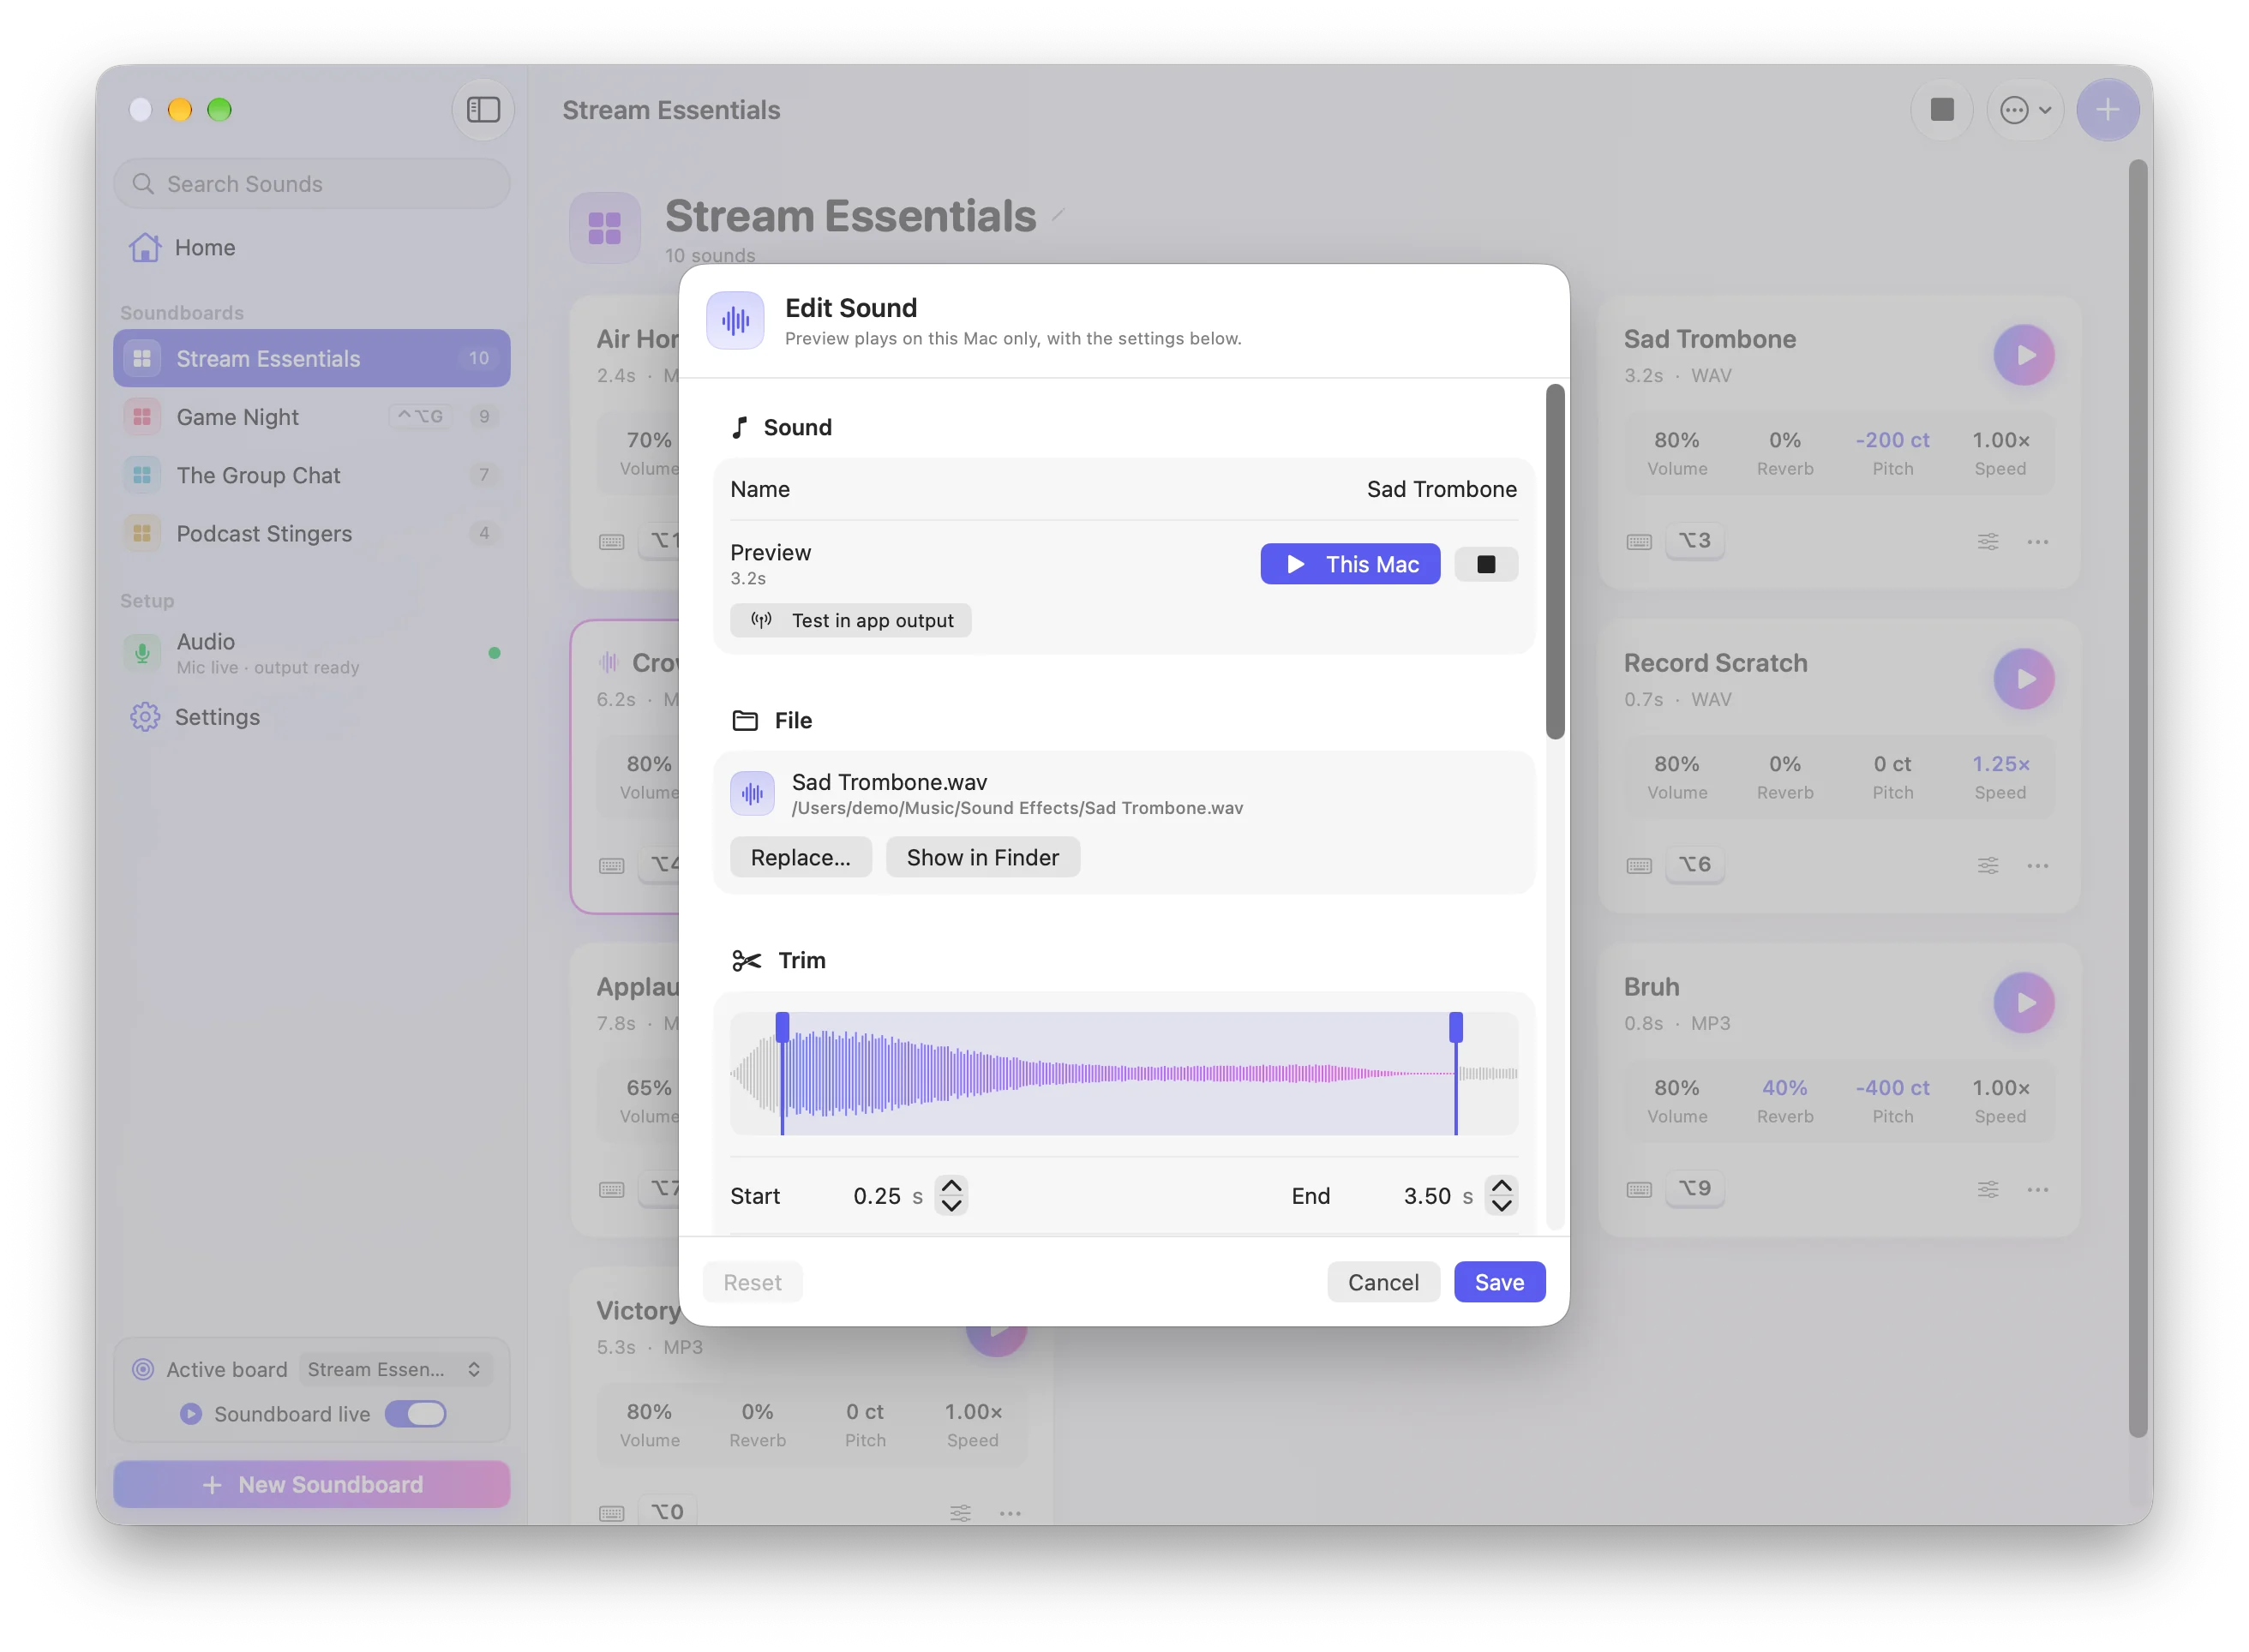 Stream Essentials
Search Sounds
Home
Soundboards
Stream Essentials 10
Game Night ^⌥G 9
The Group Chat 7
Podcast Stingers 4
Setup
Audio
Mic live · output ready
Settings
Active board Stream Essen...
Soundboard live
+ New Soundboard
Stream Essentials
10 sounds
Air Hor
2.4s · M
70%
Volume
⌥1
Cro
6.2s · M
80%
Volume
⌥4
Applau
7.8s · M
65%
Volume
⌥7
Victory
5.3s · MP3
80% 0% 0 ct 1.00×
Volume Reverb Pitch Speed
⌥0
Edit Sound
Preview plays on this Mac only, with the settings below.
Sound
Name Sad Trombone
Preview
3.2s
This Mac
Test in app output
File
Sad Trombone.wav
/Users/demo/Music/Sound Effects/Sad Trombone.wav
Replace... Show in Finder
Trim
Start 0.25 s End 3.50 s
Reset Cancel Save
Sad Trombone
3.2s · WAV
80% 0% -200 ct 1.00×
Volume Reverb Pitch Speed
⌥3
Record Scratch
0.7s · WAV
80% 0% 0 ct 1.25×
Volume Reverb Pitch Speed
⌥6
Bruh
0.8s · MP3
80% 40% -400 ct 1.00×
Volume Reverb Pitch Speed
⌥9